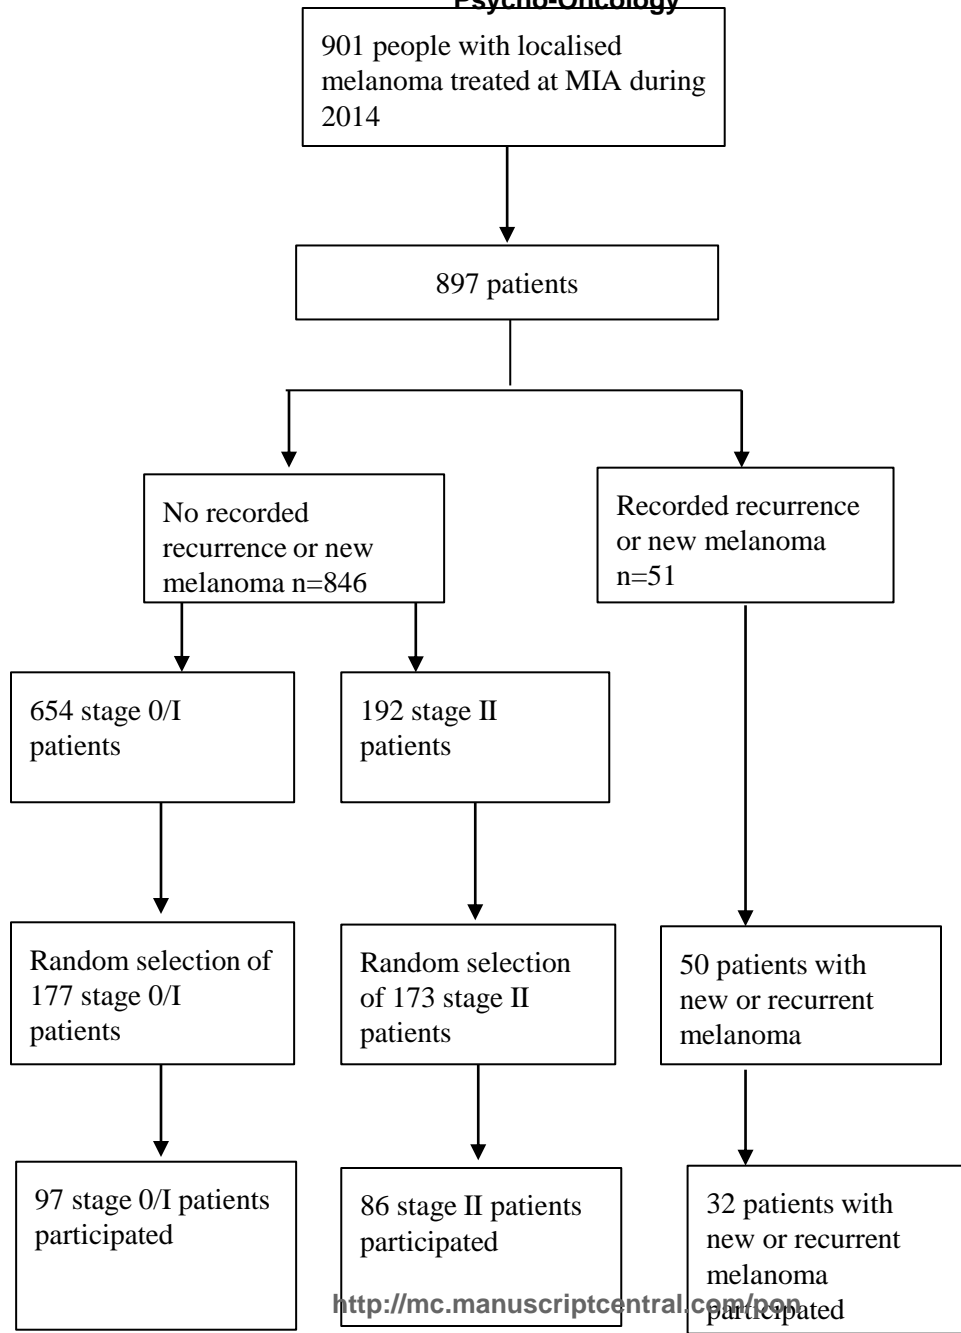 Psycho-Oncology
901 people with localised
melanoma treated at MIA during
2014
897 patients
No recorded
recurrence or new
melanoma n=846
Recorded recurrence
or new melanoma
n=51
654 stage 0/I
patients
192 stage II
patients
Random selection of
177 stage 0/I
patients
Random selection
of 173 stage II
patients
50 patients with
new or recurrent
melanoma
97 stage 0/I patients
participated
86 stage II patients
participated
32 patients with
new or recurrent
melanoma
participated
http://mc.manuscriptcentral.com/pon